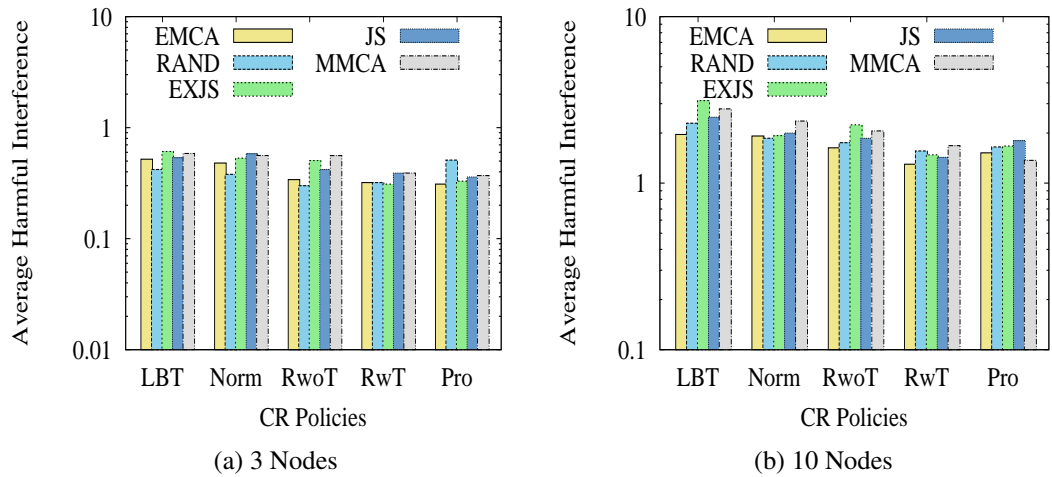 10
1
0.1
0.01
Average Harmful Interference
EMCA
RAND
EXJS
JS
MMCA
LBT Norm RwoT RwT Pro
CR Policies
(a) 3 Nodes
10
1
0.1
Average Harmful Interference
EMCA
RAND
EXJS
JS
MMCA
LBT Norm RwoT RwT Pro
CR Policies
(b) 10 Nodes